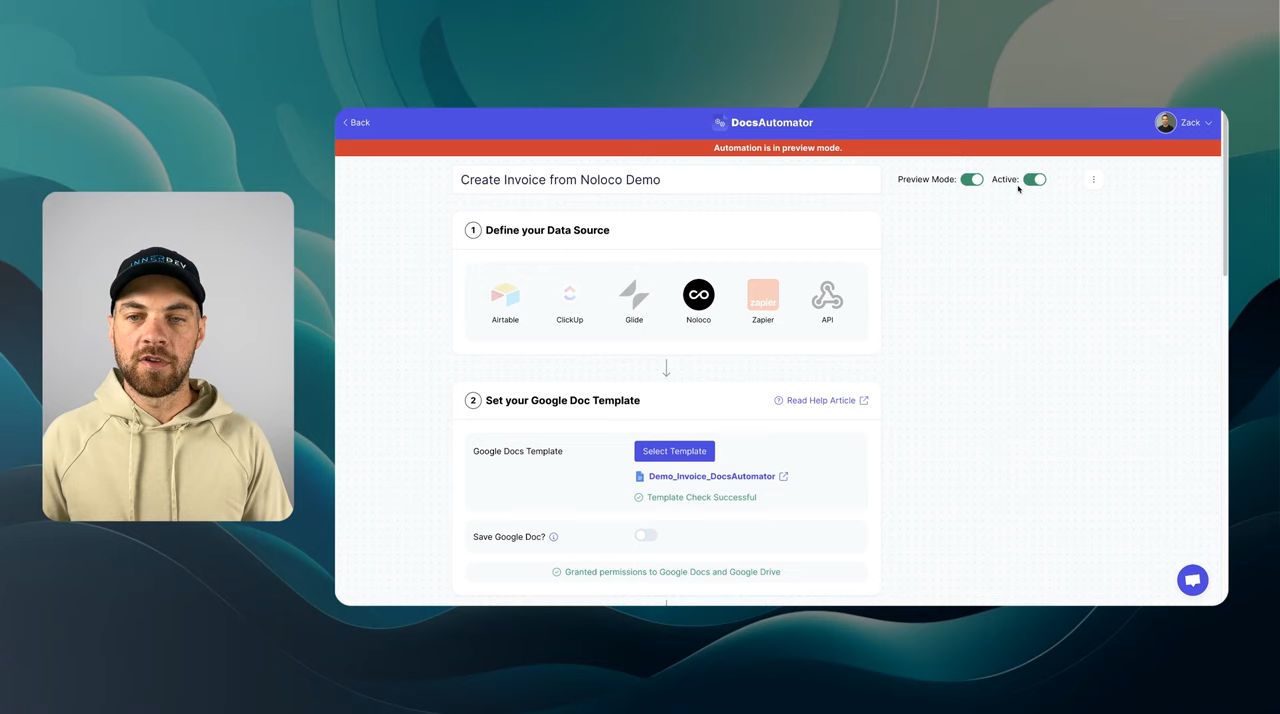 INNERDEV
Back
DocsAutomator
Zack
Automation is in preview mode.
Create Invoice from Noloco Demo
Preview Mode:
Active:
1 Define your Data Source
Airtable
ClickUp
Glide
Noloco
zapier
Zapier
API
2 Set your Google Doc Template
Read Help Article
Google Docs Template
Select Template
Demo_Invoice_DocsAutomator
Template Check Successful
Save Google Doc?
Granted permissions to Google Docs and Google Drive